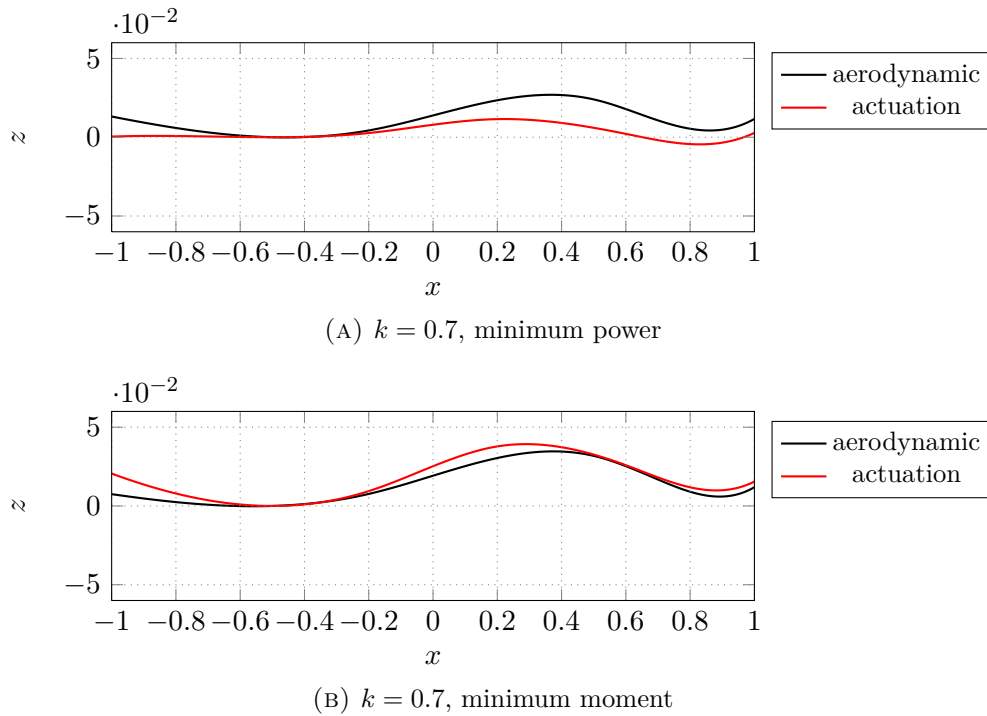 ·10⁻²
5
0
−5
z
−1 −0.8 −0.6 −0.4 −0.2 0 0.2 0.4 0.6 0.8 1
x
aerodynamic
actuation
(A) k = 0.7, minimum power
·10⁻²
5
0
−5
z
−1 −0.8 −0.6 −0.4 −0.2 0 0.2 0.4 0.6 0.8 1
x
aerodynamic
actuation
(B) k = 0.7, minimum moment